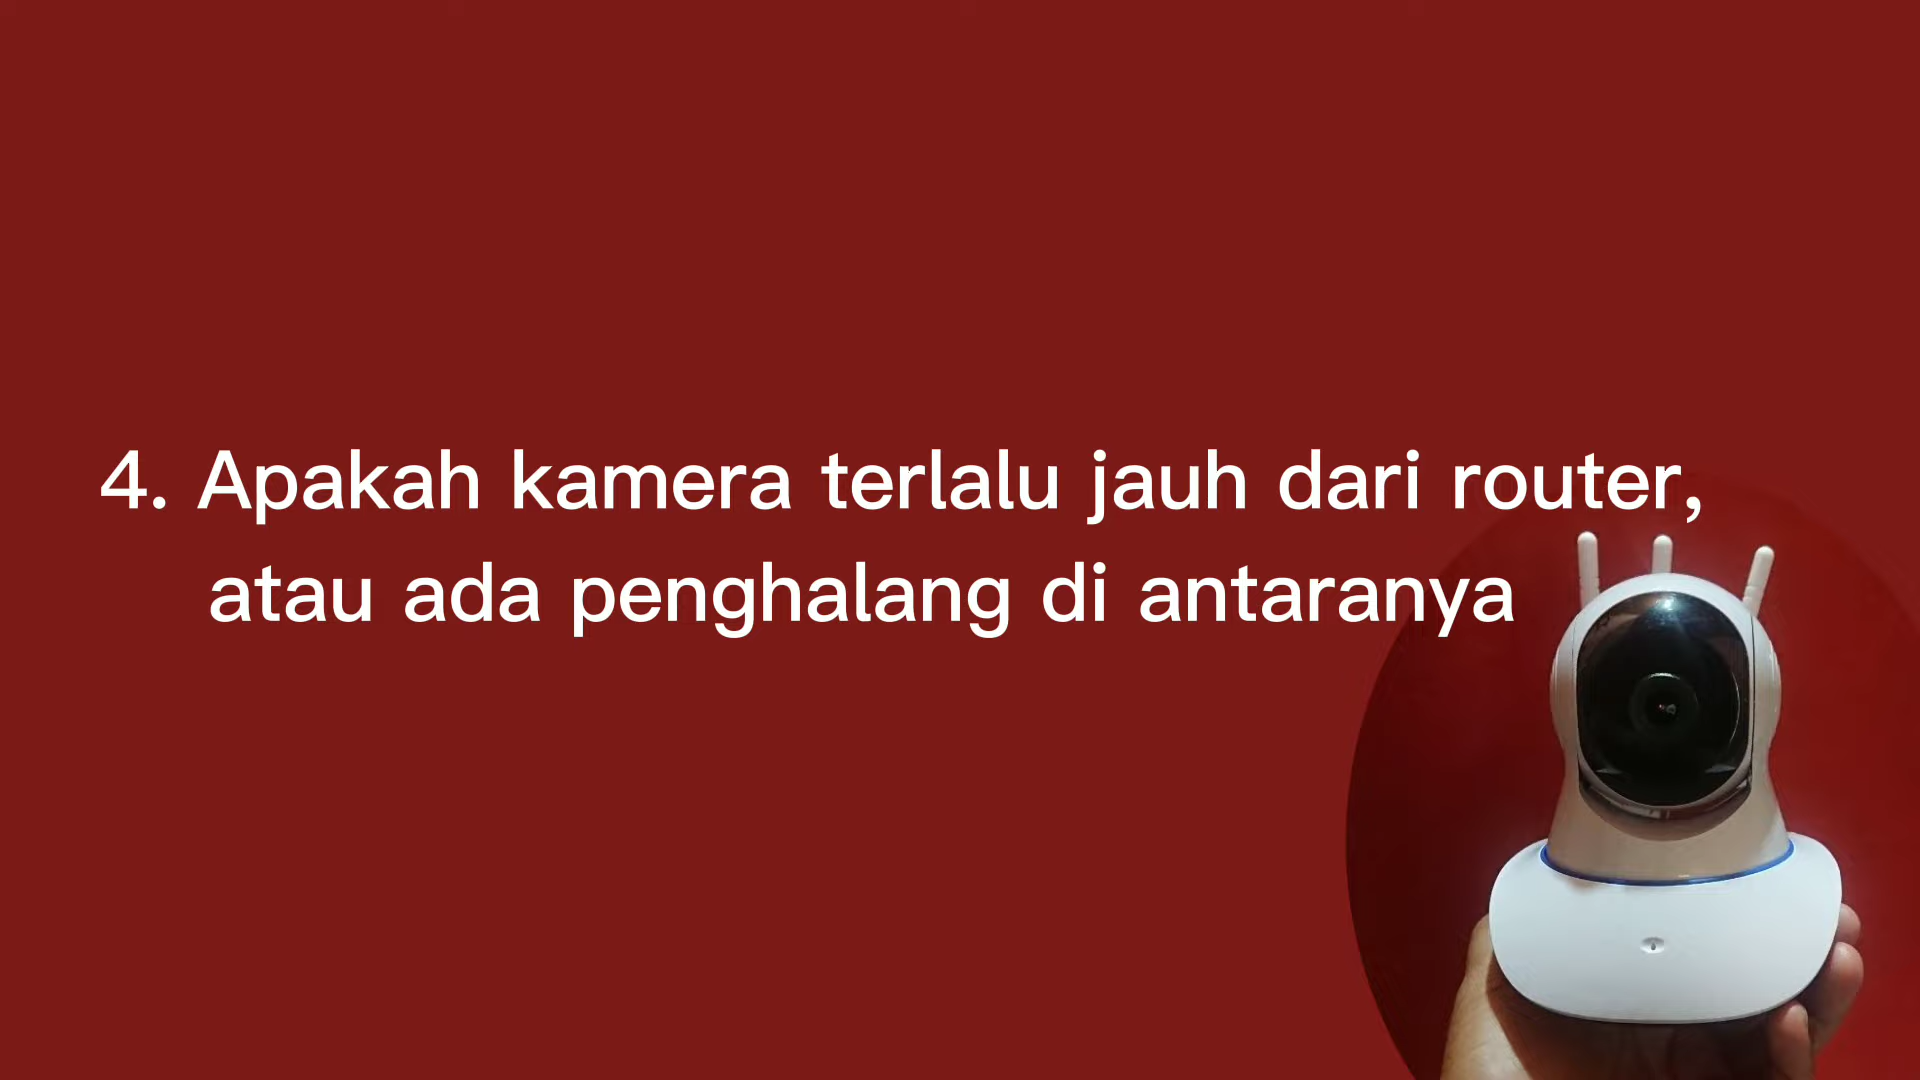 4. Apakah kamera terlalu jauh dari router,
atau ada penghalang di antaranya